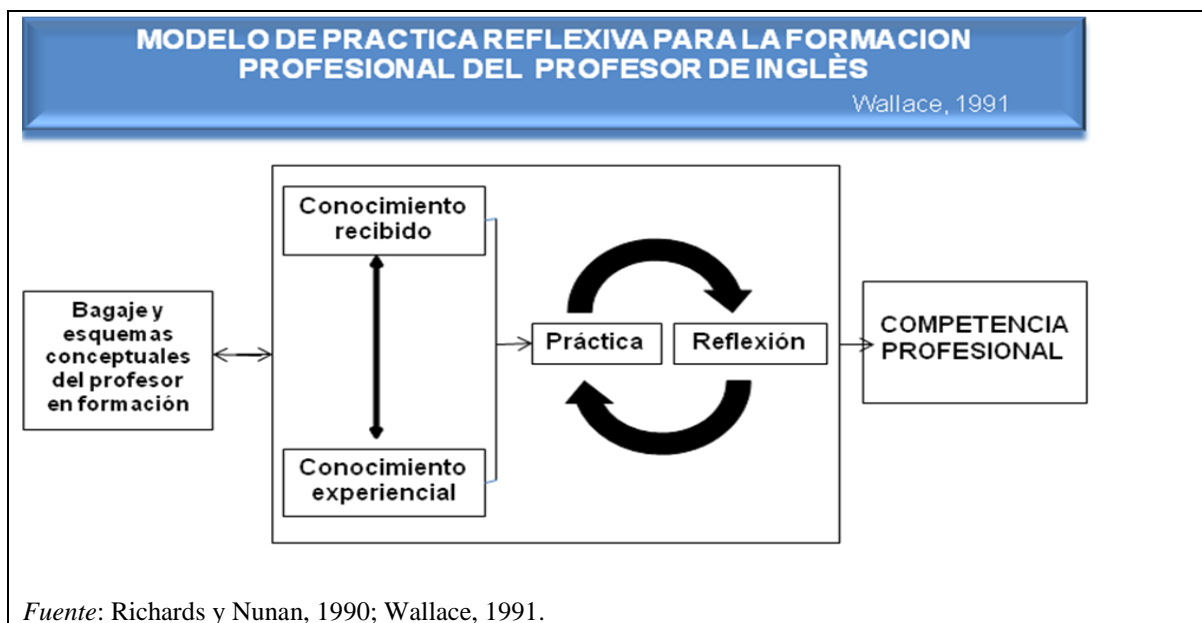 MODELO DE PRACTICA REFLEXIVA PARA LA FORMACION
PROFESIONAL DEL PROFESOR DE INGLÈS
Wallace, 1991
Conocimiento
recibido
Bagaje y
esquemas
conceptuales
del profesor
en formación
Práctica
Reflexión
COMPETENCIA
PROFESIONAL
Conocimiento
experiencial
Fuente: Richards y Nunan, 1990; Wallace, 1991.